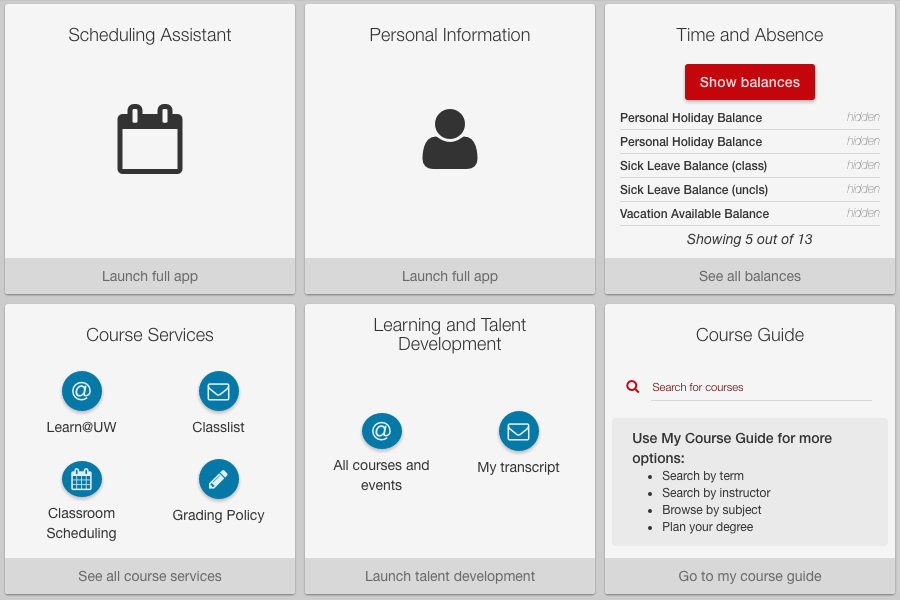 Scheduling Assistant
Launch full app
Personal Information
Launch full app
Time and Absence
Show balances
Personal Holiday Balance hidden
Personal Holiday Balance hidden
Sick Leave Balance (class) hidden
Sick Leave Balance (uncls) hidden
Vacation Available Balance hidden
Showing 5 out of 13
See all balances
Course Services
@ Learn@UW
Classlist
Classroom
Scheduling
Grading Policy
See all course services
Learning and Talent
Development
@ All courses and
events
My transcript
Launch talent development
Course Guide
Search for courses
Use My Course Guide for more
options:
• Search by term
• Search by instructor
• Browse by subject
• Plan your degree
Go to my course guide